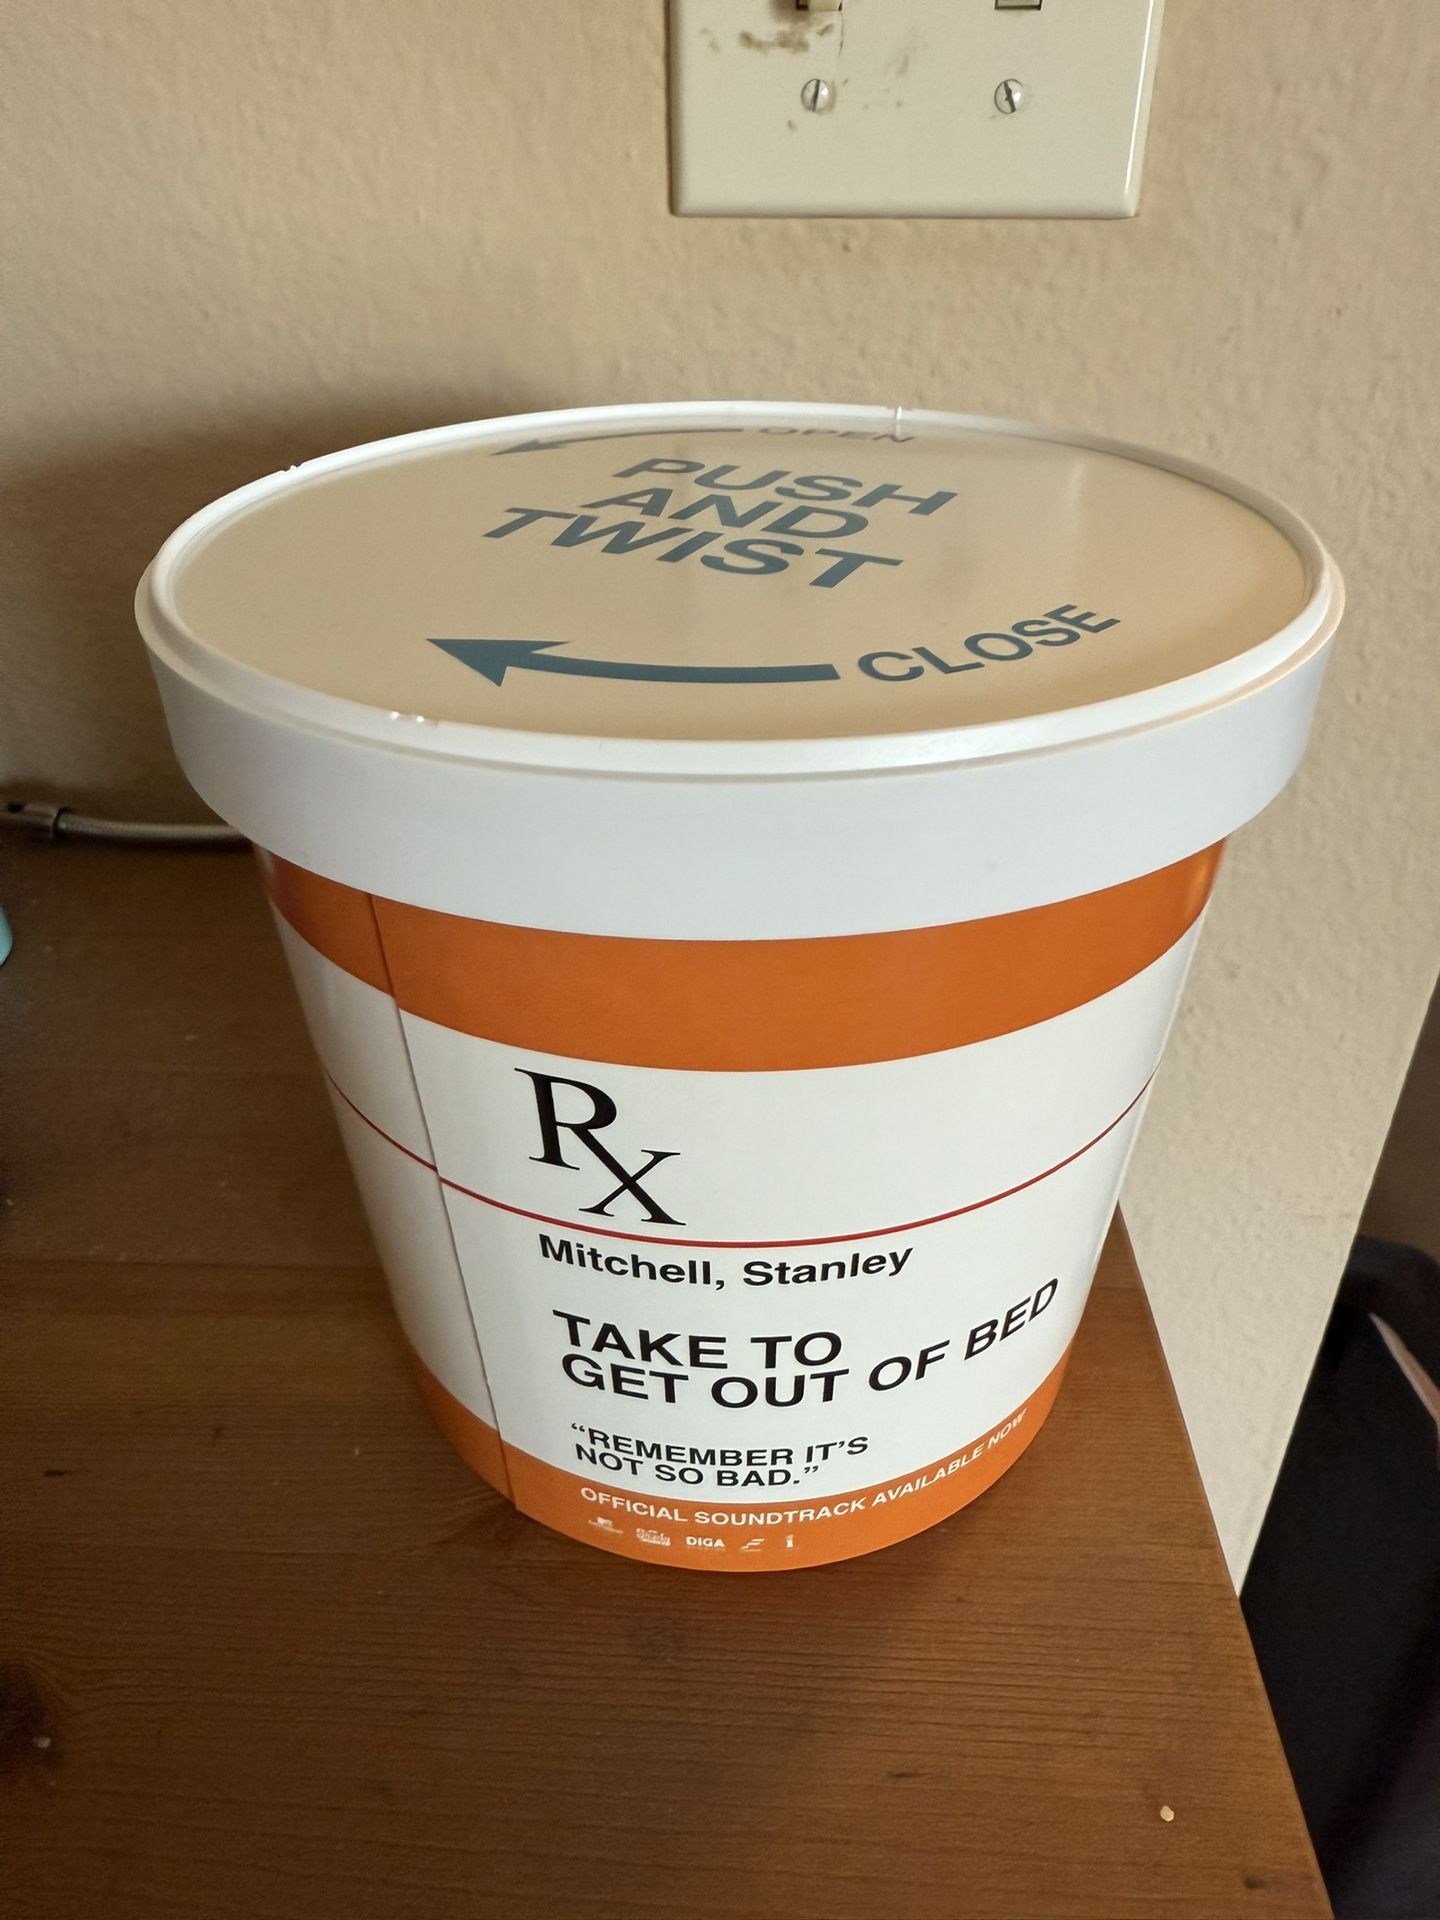 OPEN
PUSH
AND
TWIST
CLOSE
Rx
Mitchell, Stanley
TAKE TO
GET OUT OF BED
“REMEMBER IT’S
NOT SO BAD.”
OFFICIAL SOUNDTRACK AVAILABLE NOW
DIGA